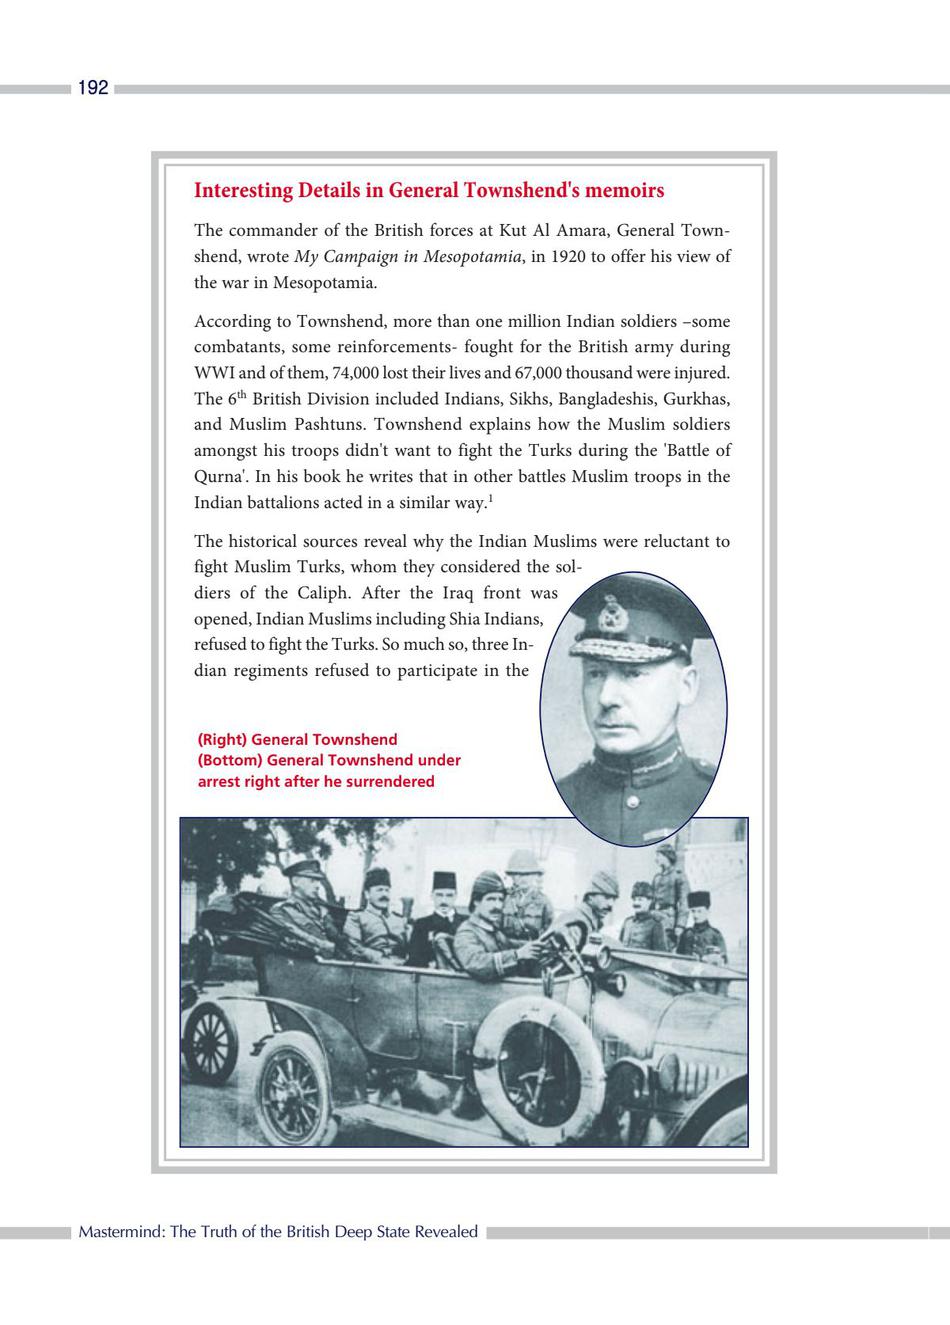 192
Interesting Details in General Townshend's memoirs
The commander of the British forces at Kut Al Amara, General Town-
shend, wrote My Campaign in Mesopotamia, in 1920 to offer his view of
the war in Mesopotamia.
According to Townshend, more than one million Indian soldiers –some
combatants, some reinforcements- fought for the British army during
WWI and of them, 74,000 lost their lives and 67,000 thousand were injured.
The 6th British Division included Indians, Sikhs, Bangladeshis, Gurkhas,
and Muslim Pashtuns. Townshend explains how the Muslim soldiers
amongst his troops didn't want to fight the Turks during the 'Battle of
Qurna'. In his book he writes that in other battles Muslim troops in the
Indian battalions acted in a similar way.1
The historical sources reveal why the Indian Muslims were reluctant to
fight Muslim Turks, whom they considered the sol-
diers of the Caliph. After the Iraq front was
opened, Indian Muslims including Shia Indians,
refused to fight the Turks. So much so, three In-
dian regiments refused to participate in the
(Right) General Townshend
(Bottom) General Townshend under
arrest right after he surrendered
Mastermind: The Truth of the British Deep State Revealed